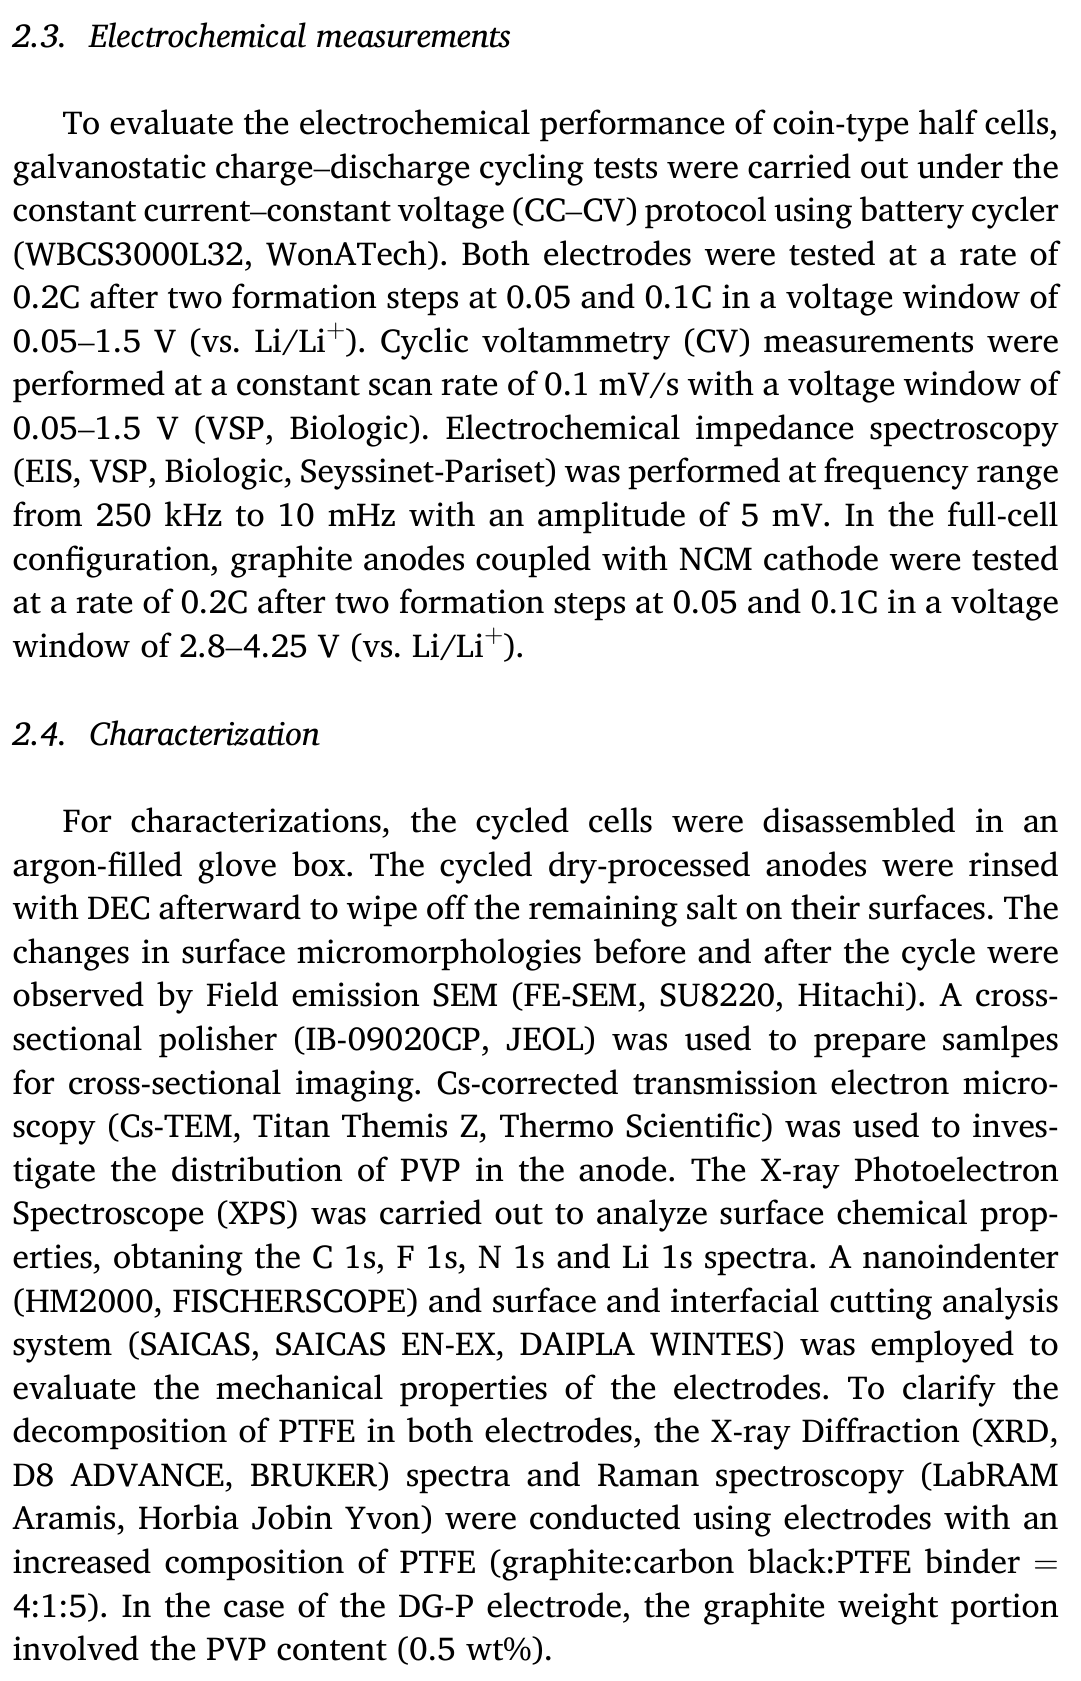 2.3. Electrochemical measurements
To evaluate the electrochemical performance of coin-type half cells,
galvanostatic charge–discharge cycling tests were carried out under the
constant current–constant voltage (CC–CV) protocol using battery cycler
(WBCS3000L32, WonATech). Both electrodes were tested at a rate of
0.2C after two formation steps at 0.05 and 0.1C in a voltage window of
0.05–1.5 V (vs. Li/Li⁺). Cyclic voltammetry (CV) measurements were
performed at a constant scan rate of 0.1 mV/s with a voltage window of
0.05–1.5 V (VSP, Biologic). Electrochemical impedance spectroscopy
(EIS, VSP, Biologic, Seyssinet-Pariset) was performed at frequency range
from 250 kHz to 10 mHz with an amplitude of 5 mV. In the full-cell
configuration, graphite anodes coupled with NCM cathode were tested
at a rate of 0.2C after two formation steps at 0.05 and 0.1C in a voltage
window of 2.8–4.25 V (vs. Li/Li⁺).
2.4. Characterization
For characterizations, the cycled cells were disassembled in an
argon-filled glove box. The cycled dry-processed anodes were rinsed
with DEC afterward to wipe off the remaining salt on their surfaces. The
changes in surface micromorphologies before and after the cycle were
observed by Field emission SEM (FE-SEM, SU8220, Hitachi). A cross-
sectional polisher (IB-09020CP, JEOL) was used to prepare samlpes
for cross-sectional imaging. Cs-corrected transmission electron micro-
scopy (Cs-TEM, Titan Themis Z, Thermo Scientific) was used to inves-
tigate the distribution of PVP in the anode. The X-ray Photoelectron
Spectroscope (XPS) was carried out to analyze surface chemical prop-
erties, obtaning the C 1s, F 1s, N 1s and Li 1s spectra. A nanoindenter
(HM2000, FISCHERSCOPE) and surface and interfacial cutting analysis
system (SAICAS, SAICAS EN-EX, DAIPLA WINTES) was employed to
evaluate the mechanical properties of the electrodes. To clarify the
decomposition of PTFE in both electrodes, the X-ray Diffraction (XRD,
D8 ADVANCE, BRUKER) spectra and Raman spectroscopy (LabRAM
Aramis, Horbia Jobin Yvon) were conducted using electrodes with an
increased composition of PTFE (graphite:carbon black:PTFE binder =
4:1:5). In the case of the DG-P electrode, the graphite weight portion
involved the PVP content (0.5 wt%).